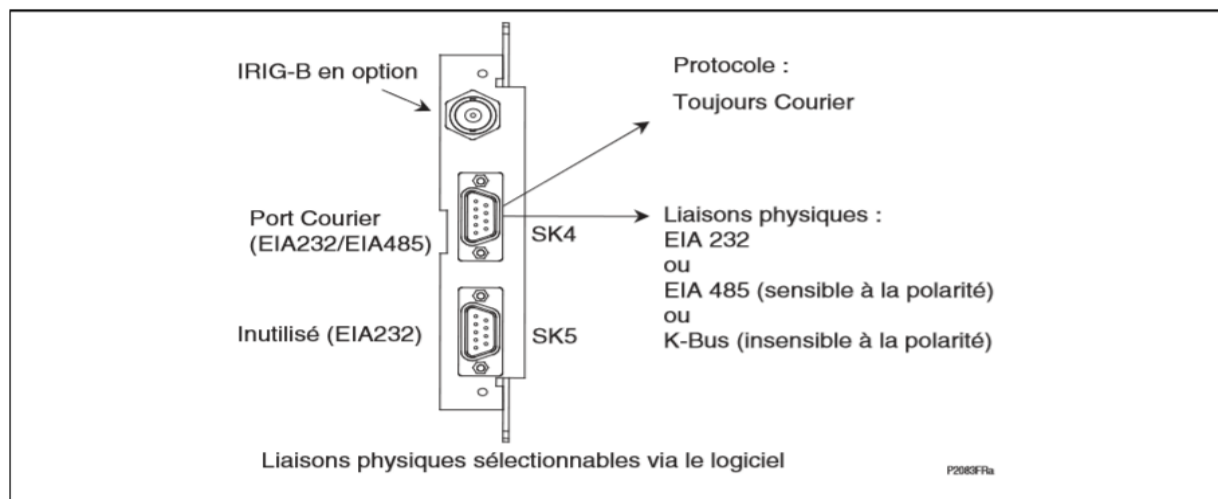 IRIG-B en option
Protocole :
Toujours Courier
Port Courier
(EIA232/EIA485)
SK4
Liaisons physiques :
EIA 232
ou
EIA 485 (sensible à la polarité)
ou
K-Bus (insensible à la polarité)
Inutilisé (EIA232)
SK5
Liaisons physiques sélectionnables via le logiciel
P2083FRa